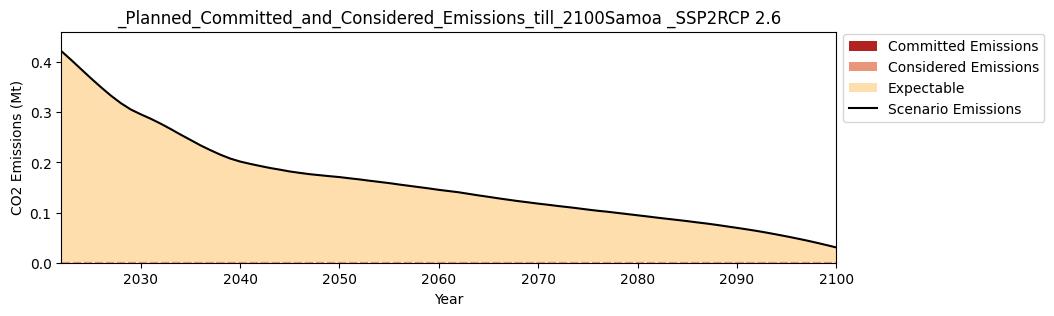 _Planned_Committed_and_Considered_Emissions_till_2100Samoa _SSP2RCP 2.6
CO2 Emissions (Mt)
0.4
0.3
0.2
0.1
0.0
2030 2040 2050 2060 2070 2080 2090 2100
Year
Committed Emissions
Considered Emissions
Expectable
Scenario Emissions